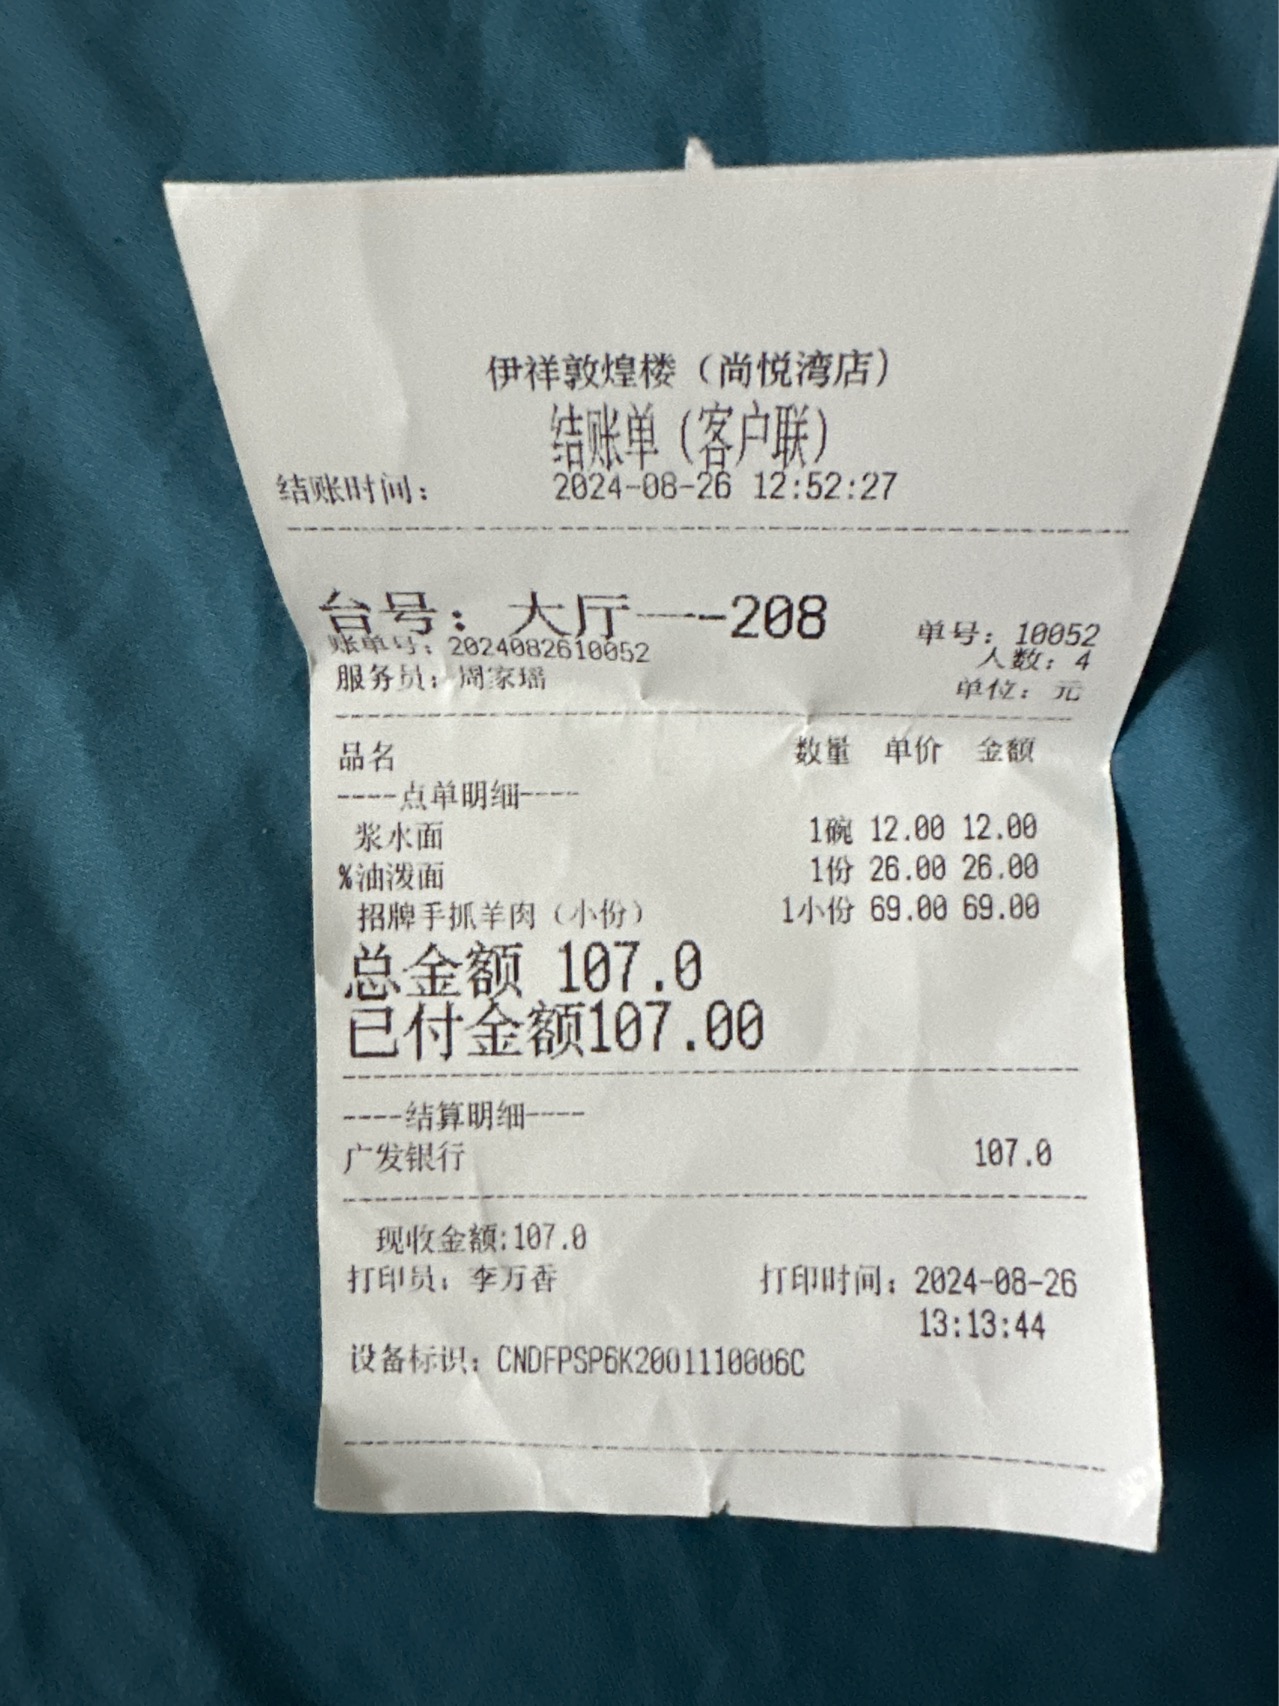 伊祥敦煌楼（尚悦湾店）
结账单（客户联）
结账时间： 2024-08-26 12:52:27
台号：大厅一--208 单号：10052
账单号：2024082610052 人数：4
服务员：周家瑶 单位：元
品名 数量 单价 金额
----点单明细----
浆水面 1碗 12.00 12.00
%油泼面 1份 26.00 26.00
招牌手抓羊肉（小份） 1小份 69.00 69.00
总金额 107.0
已付金额107.00
----结算明细----
广发银行 107.0
现收金额:107.0
打印员：李万香 打印时间：2024-08-26
13:13:44
设备标识：CNDFPSP6K2001110006C